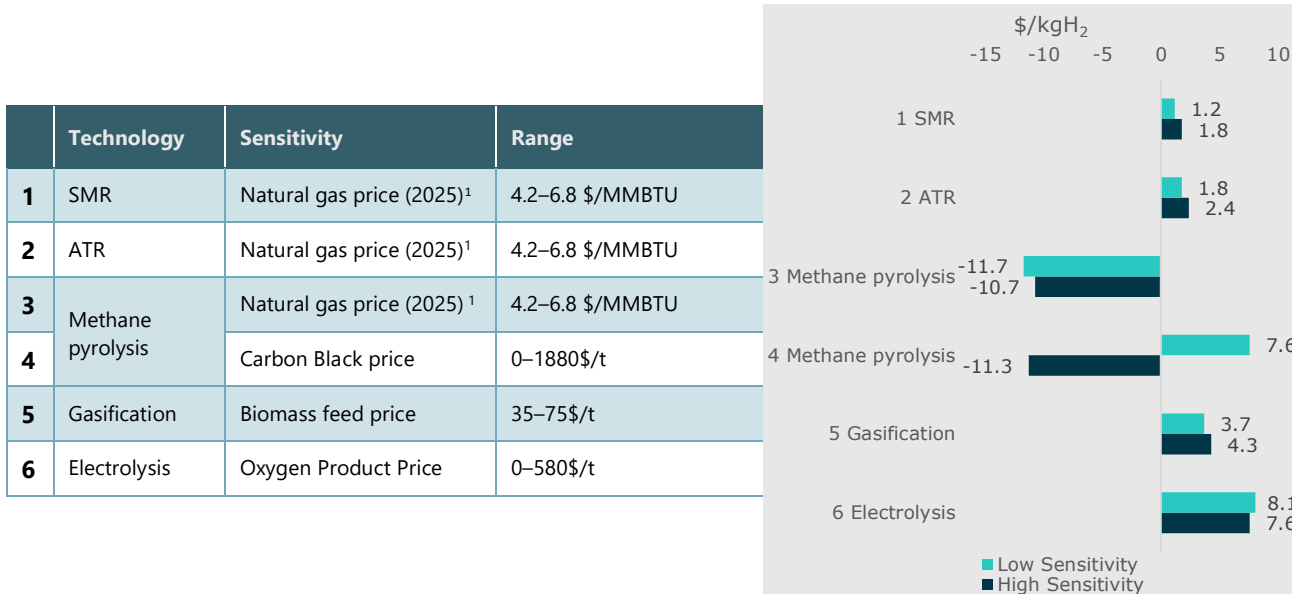 Technology Sensitivity Range
1 SMR Natural gas price (2025)¹ 4.2–6.8 $/MMBTU
2 ATR Natural gas price (2025)¹ 4.2–6.8 $/MMBTU
3 Methane pyrolysis Natural gas price (2025) ¹ 4.2–6.8 $/MMBTU
4 Carbon Black price 0–1880$/t
5 Gasification Biomass feed price 35–75$/t
6 Electrolysis Oxygen Product Price 0–580$/t
$/kgH₂
-15 -10 -5 0 5 10
1 SMR 1.2
1.8
2 ATR 1.8
2.4
3 Methane pyrolysis -11.7
-10.7
4 Methane pyrolysis 7.6
-11.3
5 Gasification 3.7
4.3
6 Electrolysis 8.1
7.6
Low Sensitivity
High Sensitivity